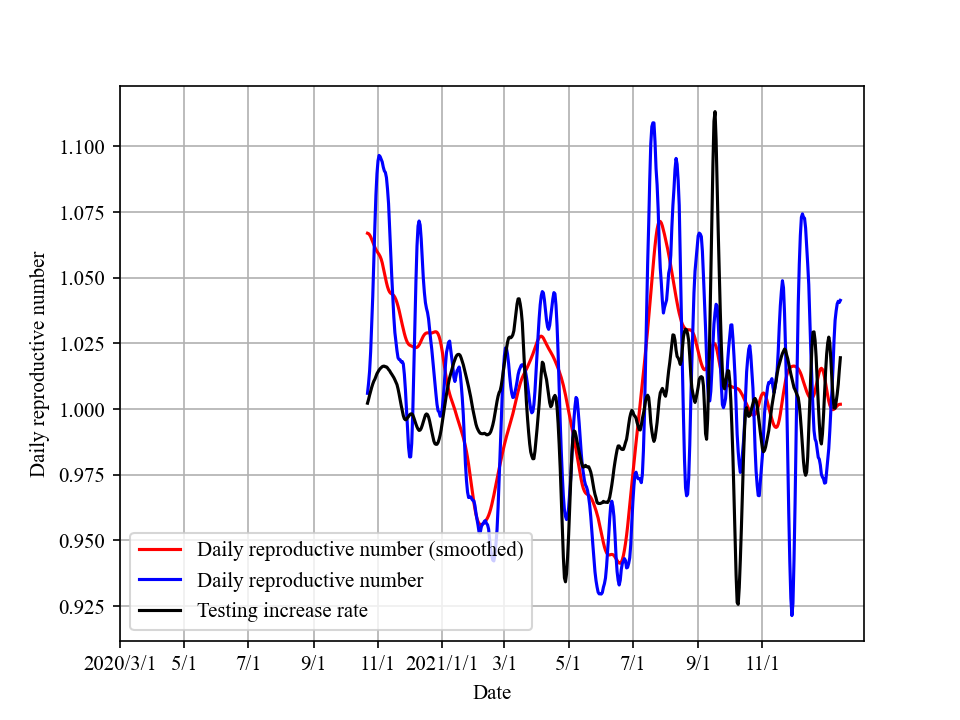 1.100
1.075
1.050
1.025
1.000
0.975
0.950
0.925
Daily reproductive number
Daily reproductive number (smoothed)
Daily reproductive number
Testing increase rate
2020/3/1 5/1 7/1 9/1 11/1 2021/1/1 3/1 5/1 7/1 9/1 11/1
Date